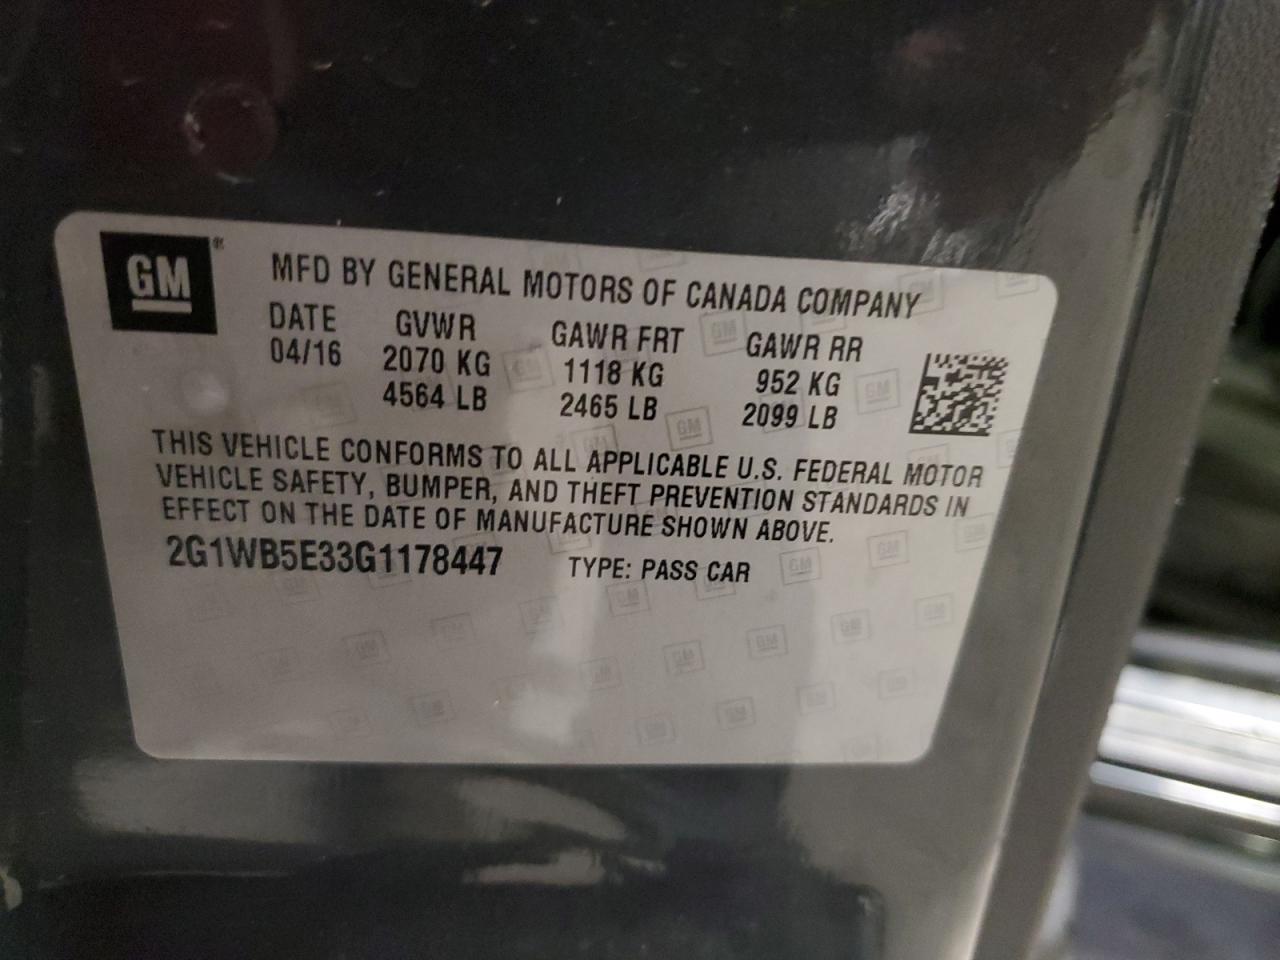 GM®
MFD BY GENERAL MOTORS OF CANADA COMPANY
DATE GVWR GAWR FRT GAWR RR
04/16 2070 KG 1118 KG 952 KG
4564 LB 2465 LB 2099 LB
THIS VEHICLE CONFORMS TO ALL APPLICABLE U.S. FEDERAL MOTOR
VEHICLE SAFETY, BUMPER, AND THEFT PREVENTION STANDARDS IN
EFFECT ON THE DATE OF MANUFACTURE SHOWN ABOVE.
2G1WB5E33G1178447 TYPE: PASS CAR